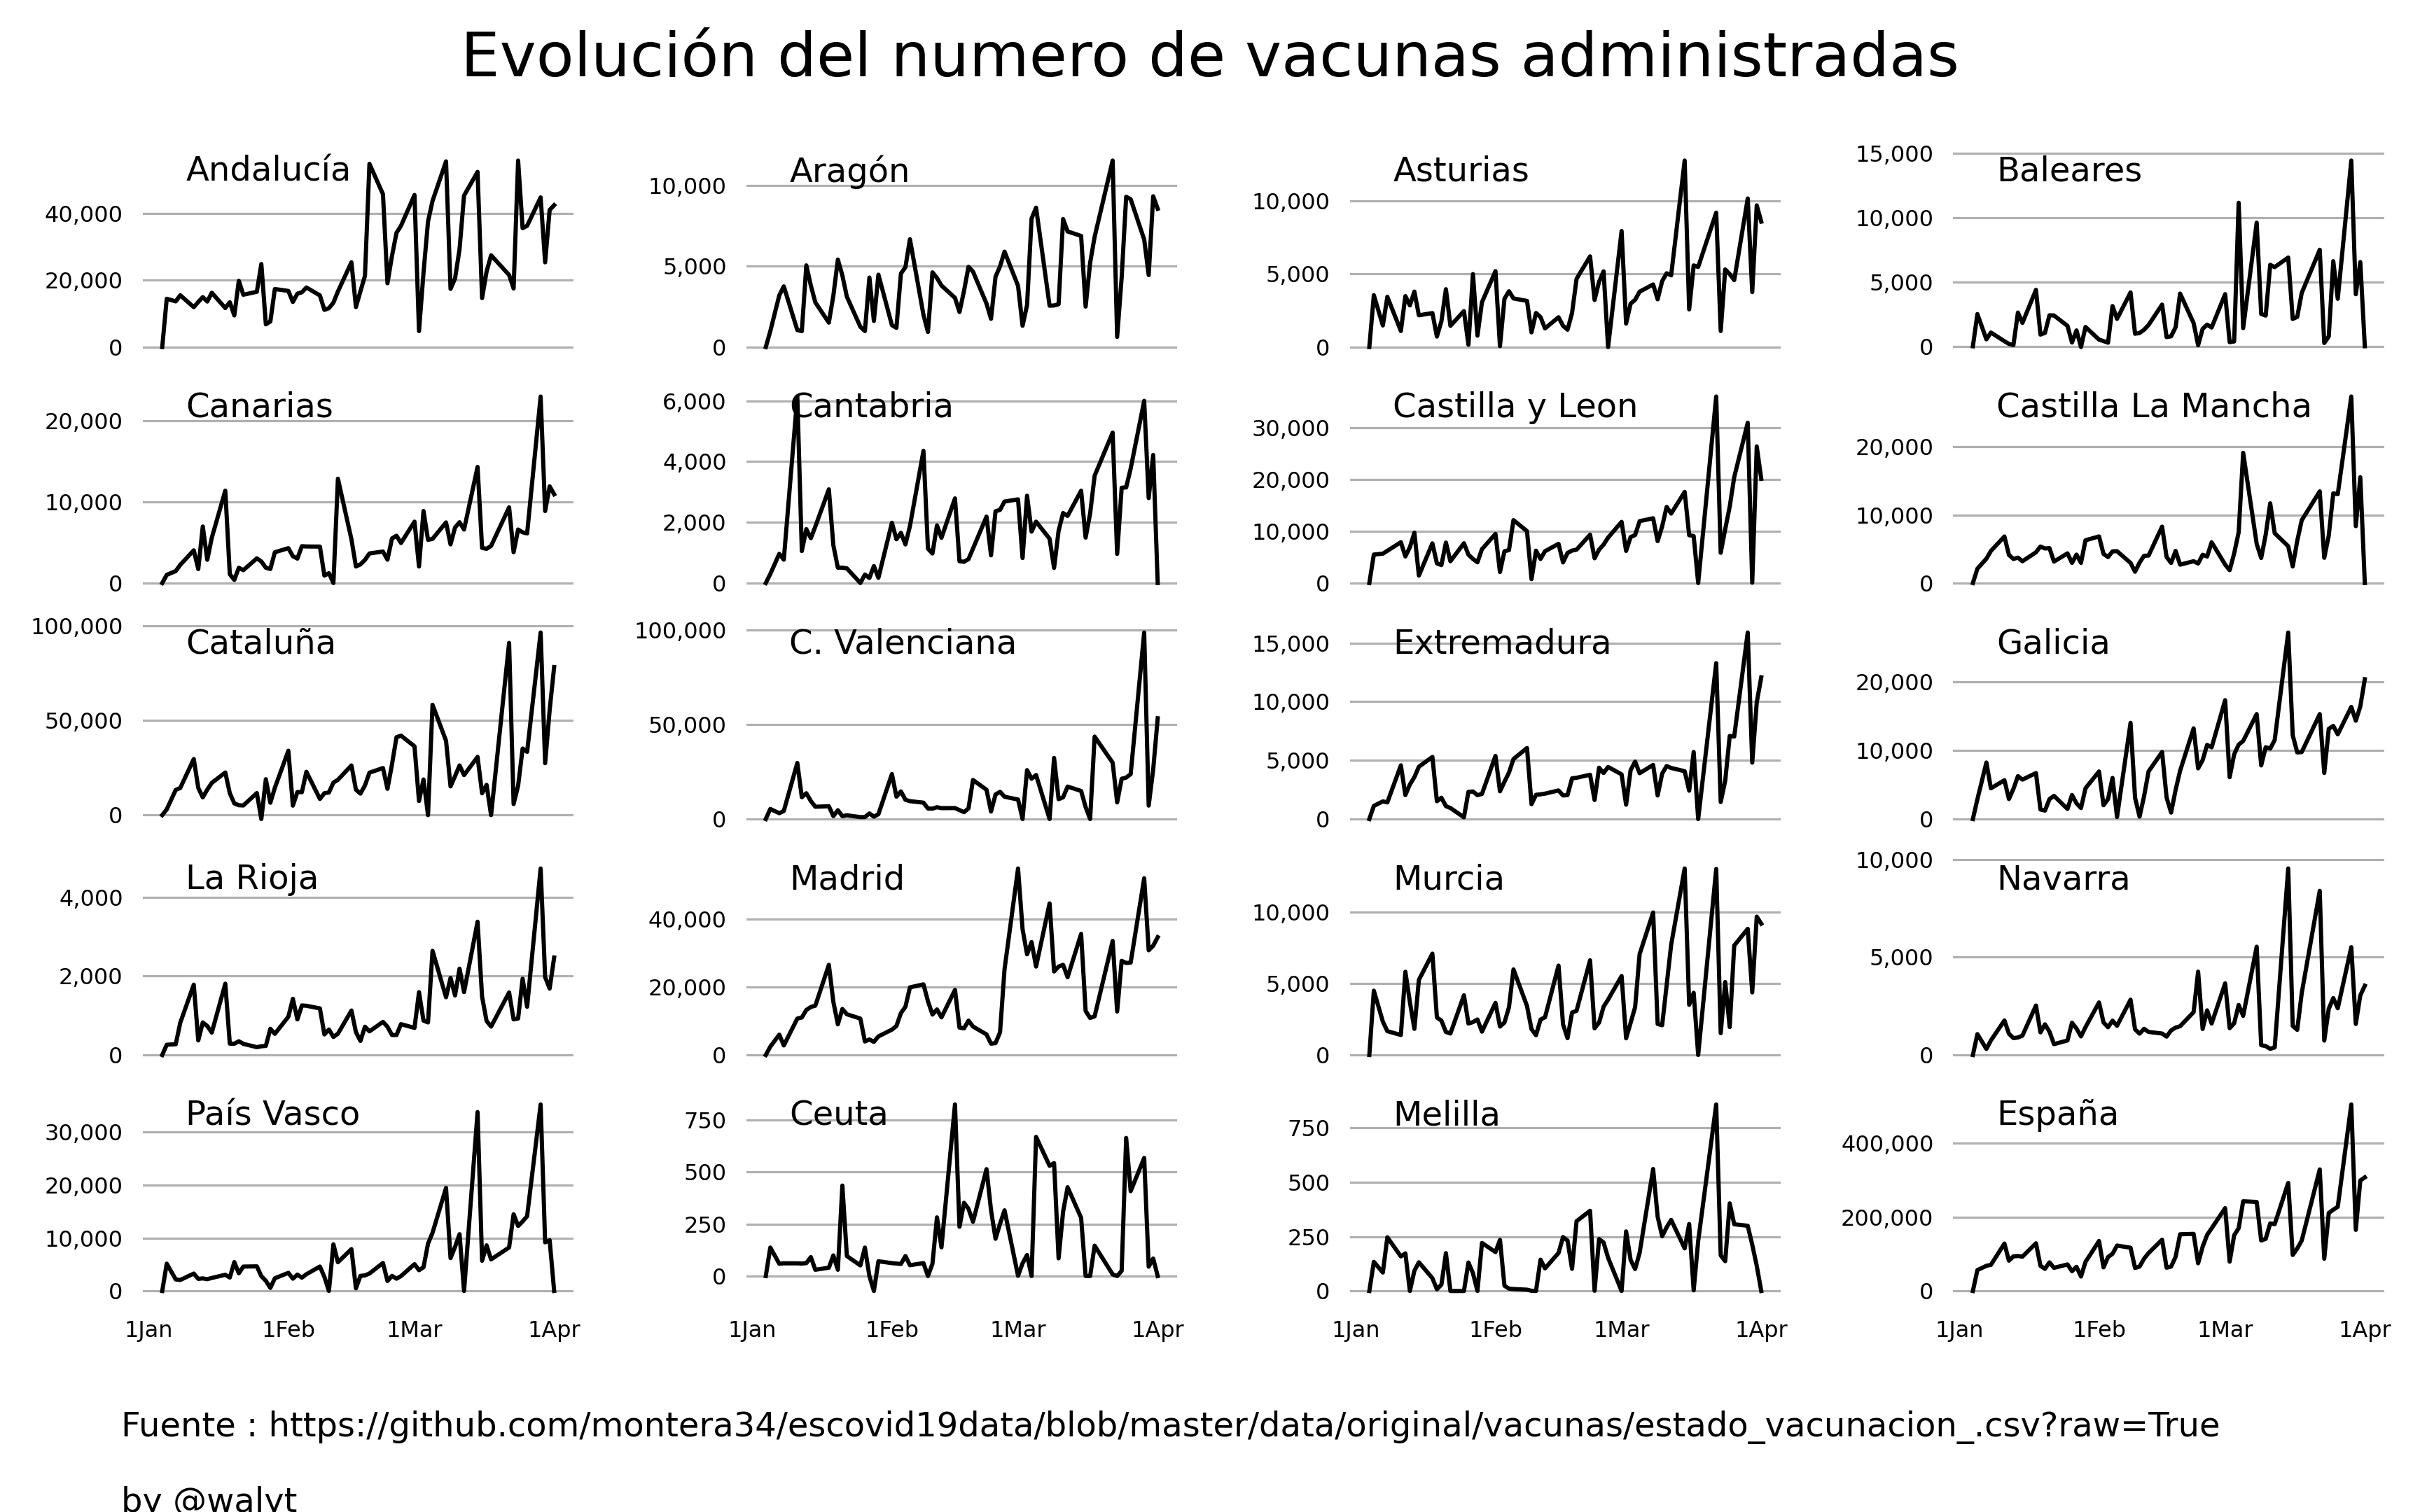 Evolución del numero de vacunas administradas
Andalucía
40,000
20,000
0
Aragón
10,000
5,000
0
Asturias
10,000
5,000
0
Baleares
15,000
10,000
5,000
0
Canarias
20,000
10,000
0
Cantabria
6,000
4,000
2,000
0
Castilla y Leon
30,000
20,000
10,000
0
Castilla La Mancha
20,000
10,000
0
Cataluña
100,000
50,000
0
C. Valenciana
100,000
50,000
0
Extremadura
15,000
10,000
5,000
0
Galicia
20,000
10,000
0
La Rioja
4,000
2,000
0
Madrid
40,000
20,000
0
Murcia
10,000
5,000
0
Navarra
10,000
5,000
0
País Vasco
30,000
20,000
10,000
0
1Jan 1Feb 1Mar 1Apr
Ceuta
750
500
250
0
1Jan 1Feb 1Mar 1Apr
Melilla
750
500
250
0
1Jan 1Feb 1Mar 1Apr
España
400,000
200,000
0
1Jan 1Feb 1Mar 1Apr
Fuente : https://github.com/montera34/escovid19data/blob/master/data/original/vacunas/estado_vacunacion_.csv?raw=True
by @walyt